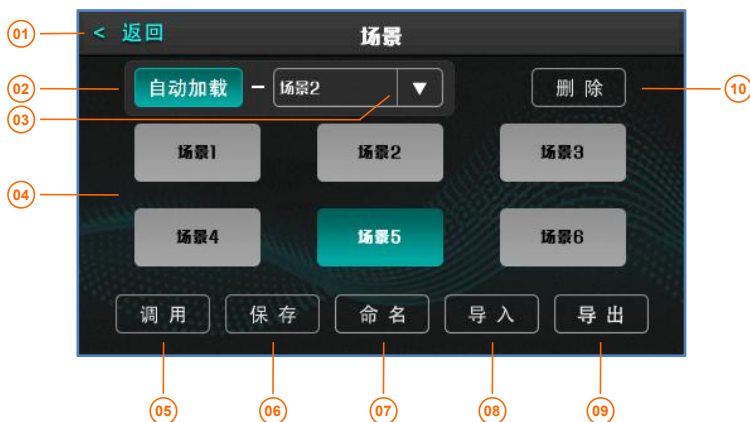 01
< 返回
场景
02
自动加载 - 场景2 ▼
删除
10
03
场景1
场景2
场景3
04
场景4
场景5
场景6
调用
保存
命名
导入
导出
05
06
07
08
09